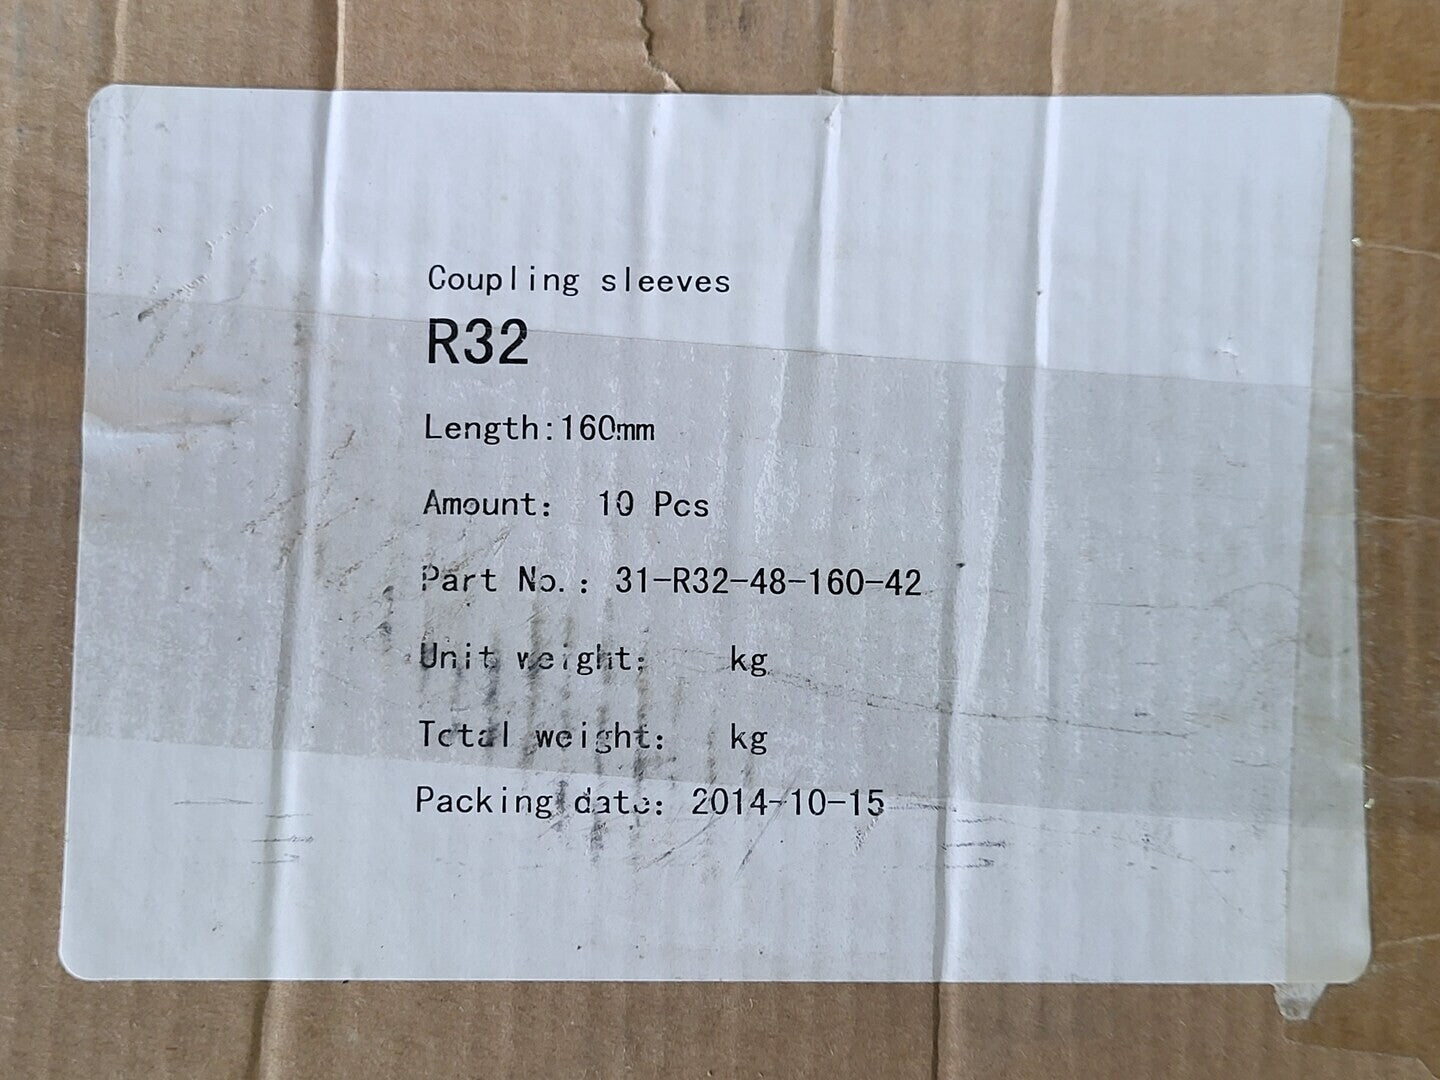 Coupling sleeves
R32
Length:160mm
Amount: 10 Pcs
Part No.: 31-R32-48-160-42
Unit weight: kg
Total weight: kg
Packing date: 2014-10-15